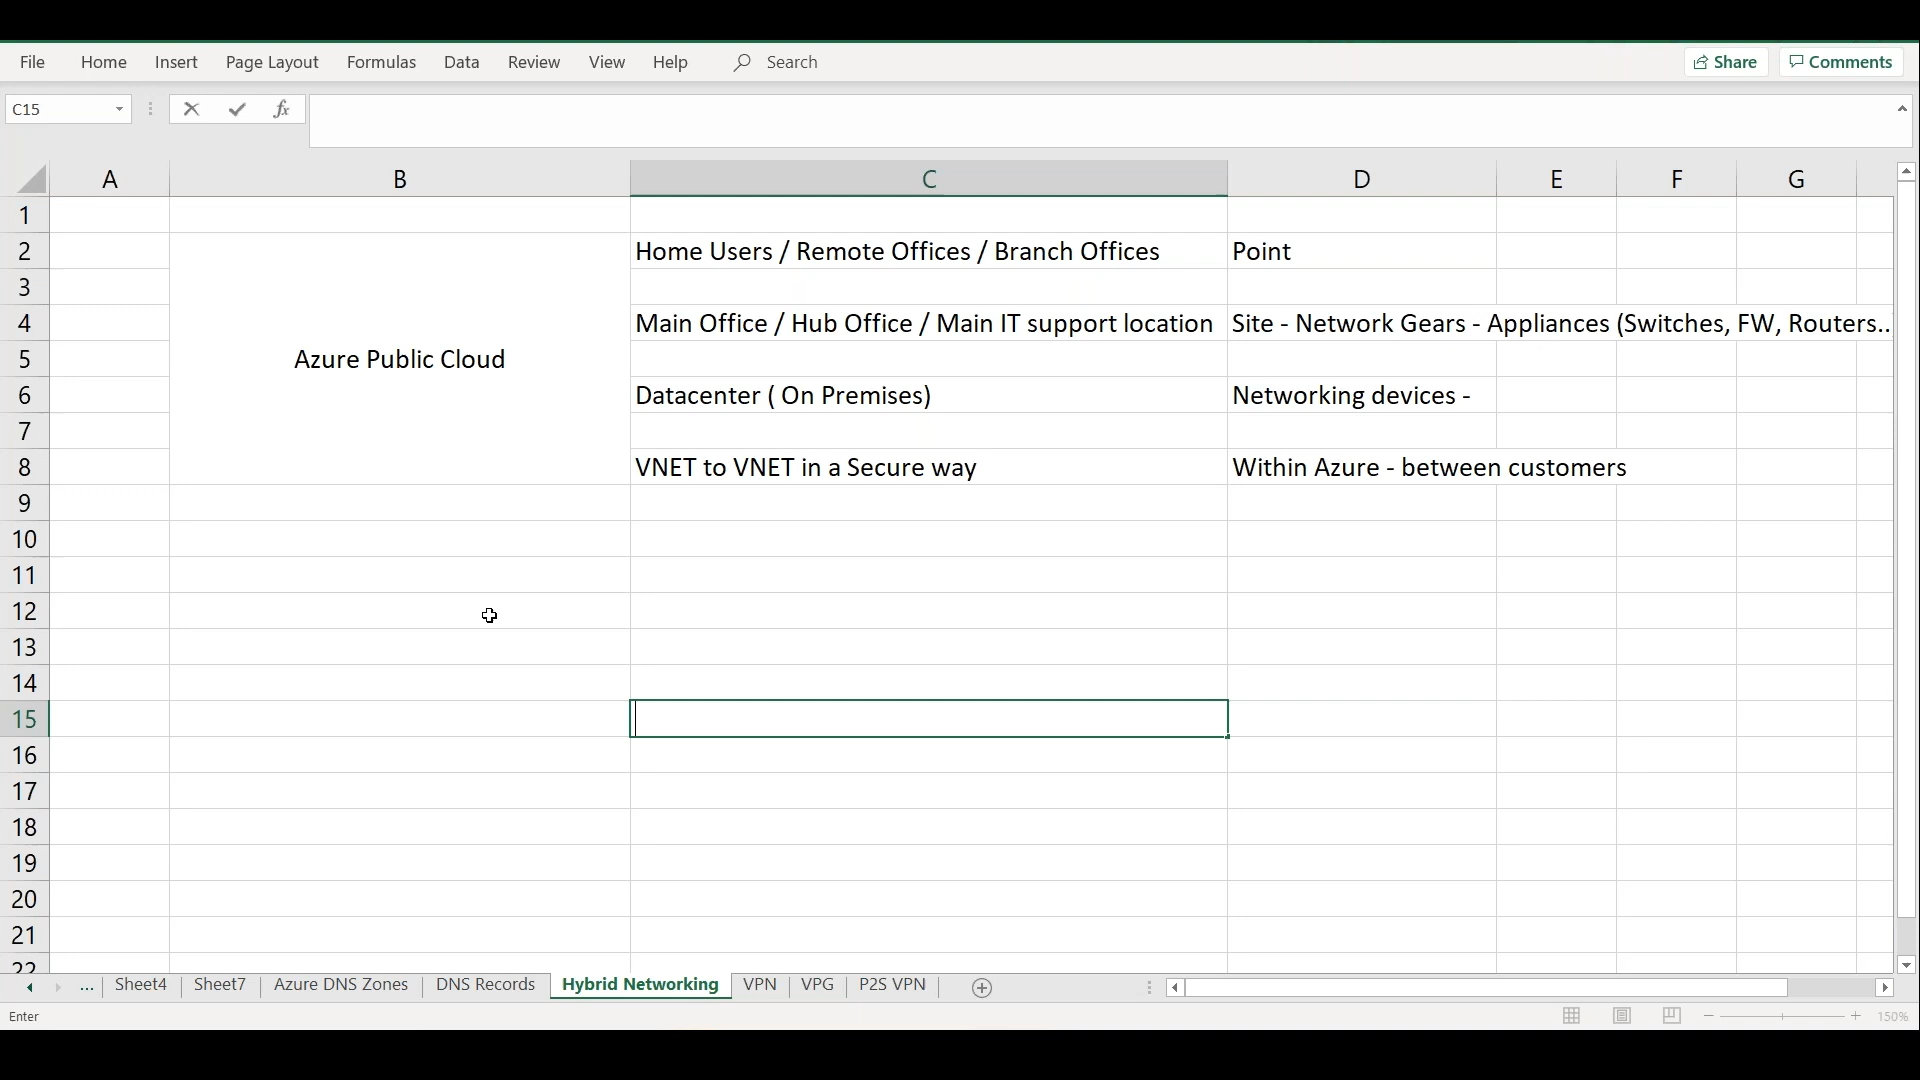 File Home Insert Page Layout Formulas Data Review View Help Search Share Comments
C15 fx
A B C D E F G
1
2 Home Users / Remote Offices / Branch Offices Point
3
4 Main Office / Hub Office / Main IT support location Site - Network Gears - Appliances (Switches, FW, Routers..
5 Azure Public Cloud
6 Datacenter ( On Premises) Networking devices -
7
8 VNET to VNET in a Secure way Within Azure - between customers
9
10
11
12
13
14
15
16
17
18
19
20
21
22
... Sheet4 Sheet7 Azure DNS Zones DNS Records Hybrid Networking VPN VPG P2S VPN
Enter 150%